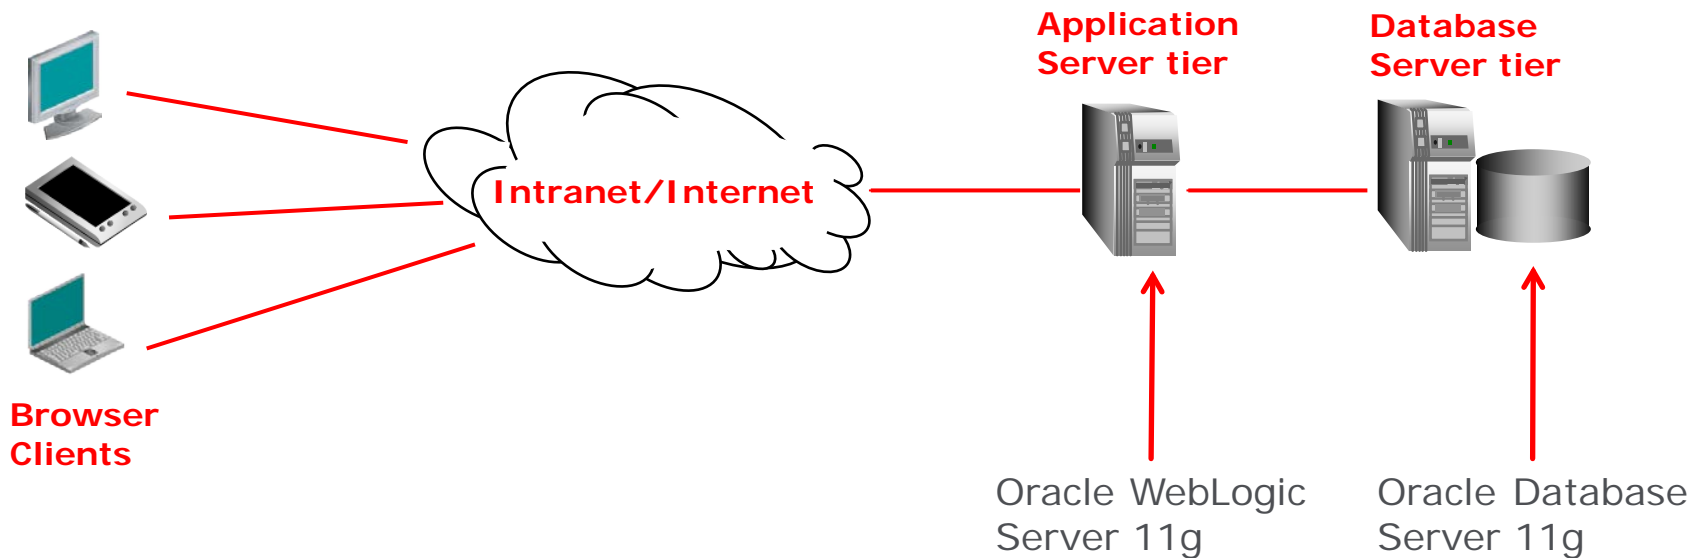 Application
Server tier
Database
Server tier
Intranet/Internet
Browser
Clients
Oracle WebLogic
Server 11g
Oracle Database
Server 11g